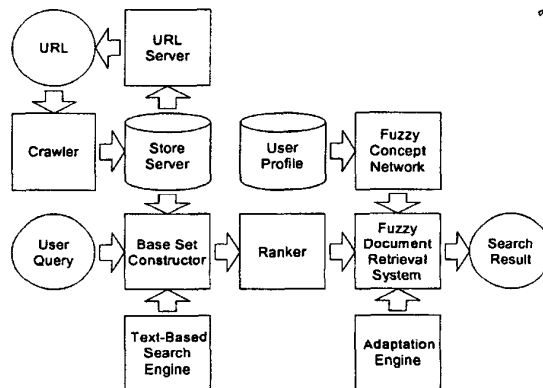 URL
URL
Server
Crawler
Store
Server
User
Profile
Fuzzy
Concept
Network
User
Query
Base Set
Constructor
Ranker
Fuzzy
Document
Retrieval
System
Search
Result
Text-Based
Search
Engine
Adaptation
Engine